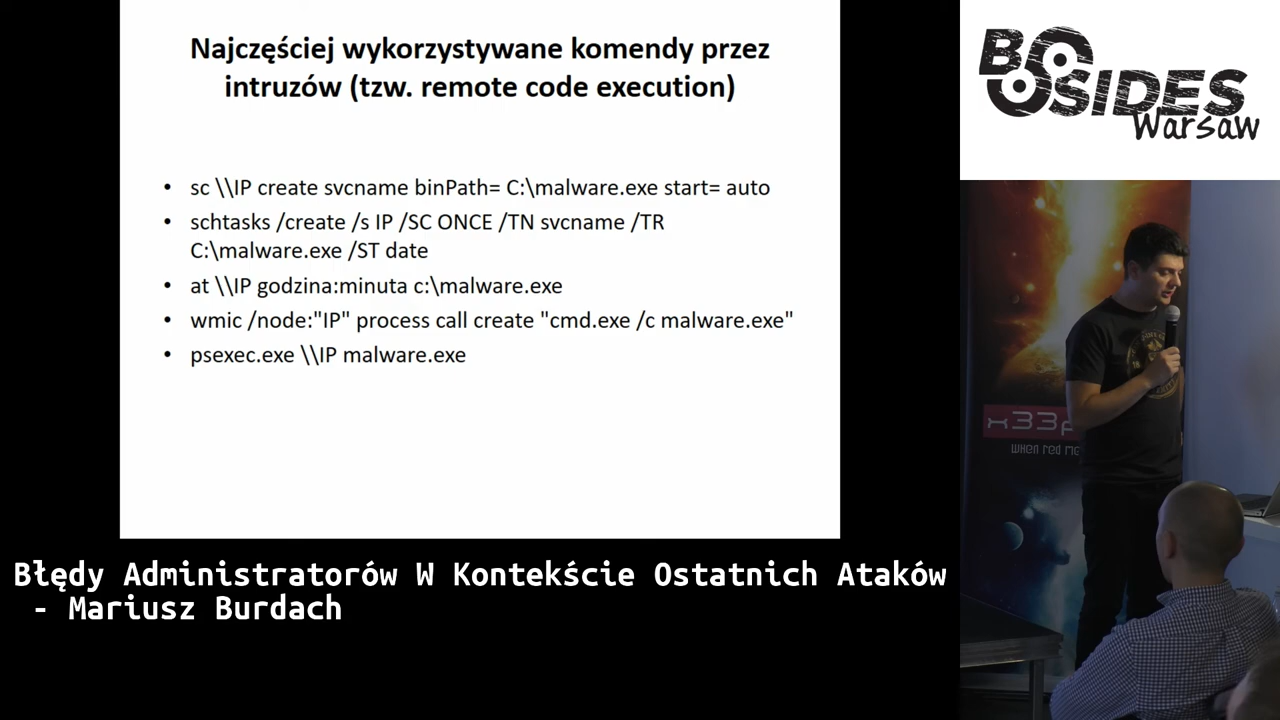 Najczęściej wykorzystywane komendy przez
intruzów (tzw. remote code execution)
• sc \\IP create svcname binPath= C:\malware.exe start= auto
• schtasks /create /s IP /SC ONCE /TN svcname /TR
C:\malware.exe /ST date
• at \\IP godzina:minuta c:\malware.exe
• wmic /node:"IP" process call create "cmd.exe /c malware.exe"
• psexec.exe \\IP malware.exe
Błędy Administratorów W Kontekście Ostatnich Ataków
- Mariusz Burdach
BSIDES
Warsaw
x33f
when red